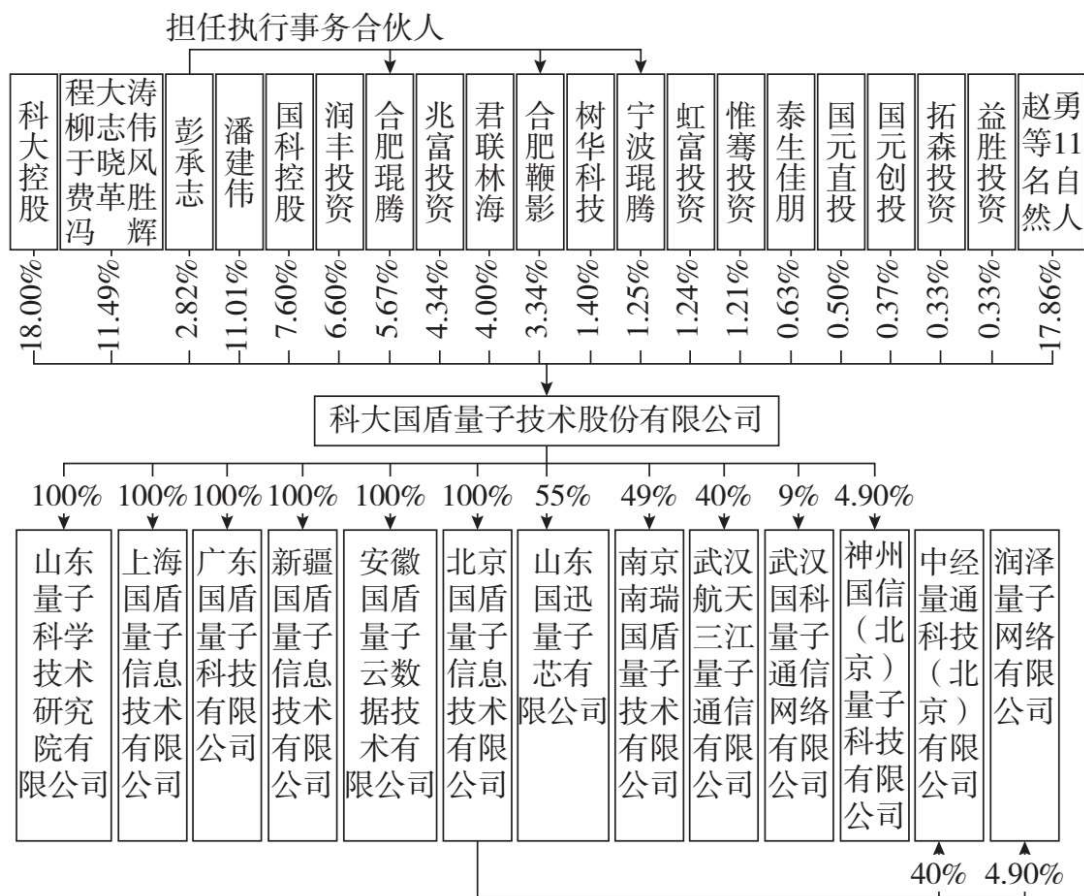 担任执行事务合伙人
科大控股
程大涛
柳志伟
于晓风
费革胜
冯辉
彭承志
潘建伟
国科控股
润丰投资
合肥琨腾
兆富投资
君联林海
合肥鞭影
树华科技
宁波琨腾
虹富投资
惟骞投资
泰生佳朋
国元直投
国元创投
拓森投资
益胜投资
赵勇
等11
名自
然人
18.00%
11.49%
2.82%
11.01%
7.60%
6.60%
5.67%
4.34%
4.00%
3.34%
1.40%
1.25%
1.24%
1.21%
0.63%
0.50%
0.37%
0.33%
0.33%
17.86%
科大国盾量子技术股份有限公司
100% 100% 100% 100% 100% 100% 55% 49% 40% 9% 4.90%
山东
量子
科学
技术
研究
院有
限公司
上海
国盾
量子
信息
技术
有限
公司
广东
国盾
量子
科技
有限
公司
新疆
国盾
量子
信息
技术
有限
公司
安徽
国盾
量子
云数
据技
术有
限公司
北京
国盾
量子
信息
技术
有限
公司
山东
国迅
量子
芯有
限公司
南京
南瑞
国盾
量子
技术
有限
公司
武汉
航天
三江
量子
通信
有限
公司
武汉
国科
量子
通信
网络
有限
公司
神州
国信
（北
京）
量子
科技
有限
公司
中经
量通
科技
（北
京）
有限
公司
润泽
量子
网络
有限
公司
40% 4.90%